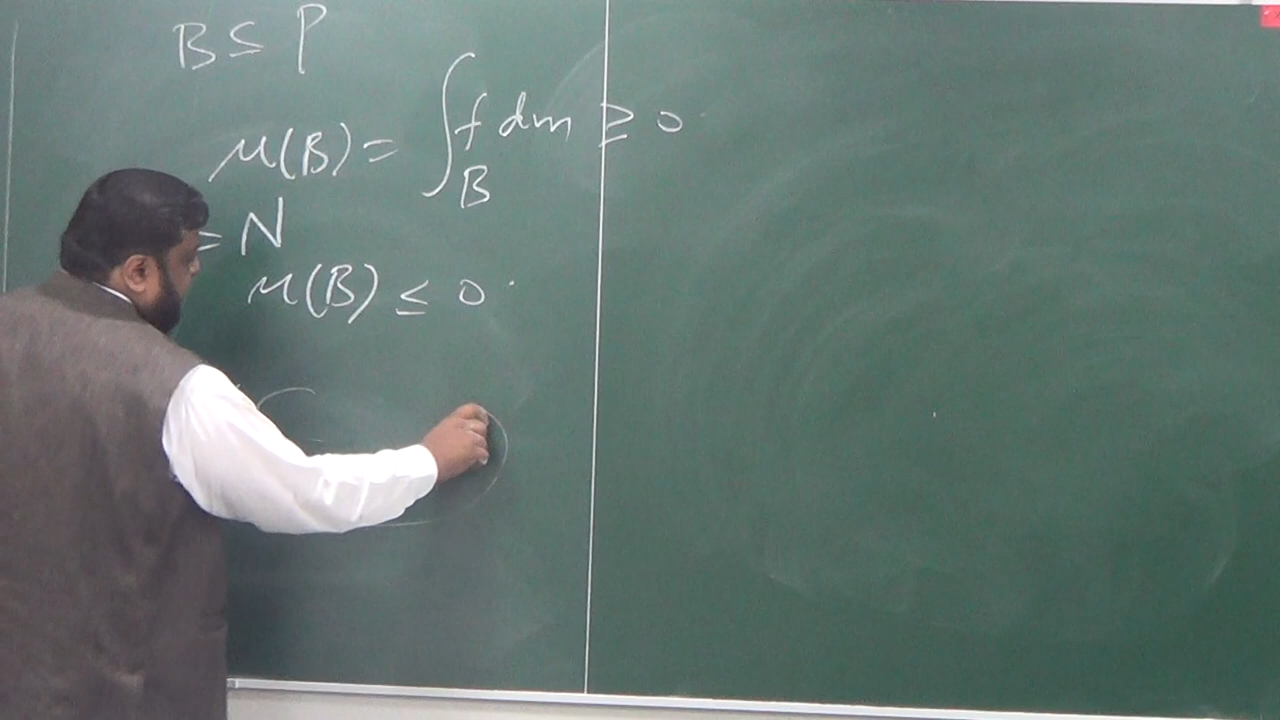 B ⊆ P
μ(B) = ∫_B f dm ≥ 0.
= N
μ(B) ≤ 0.